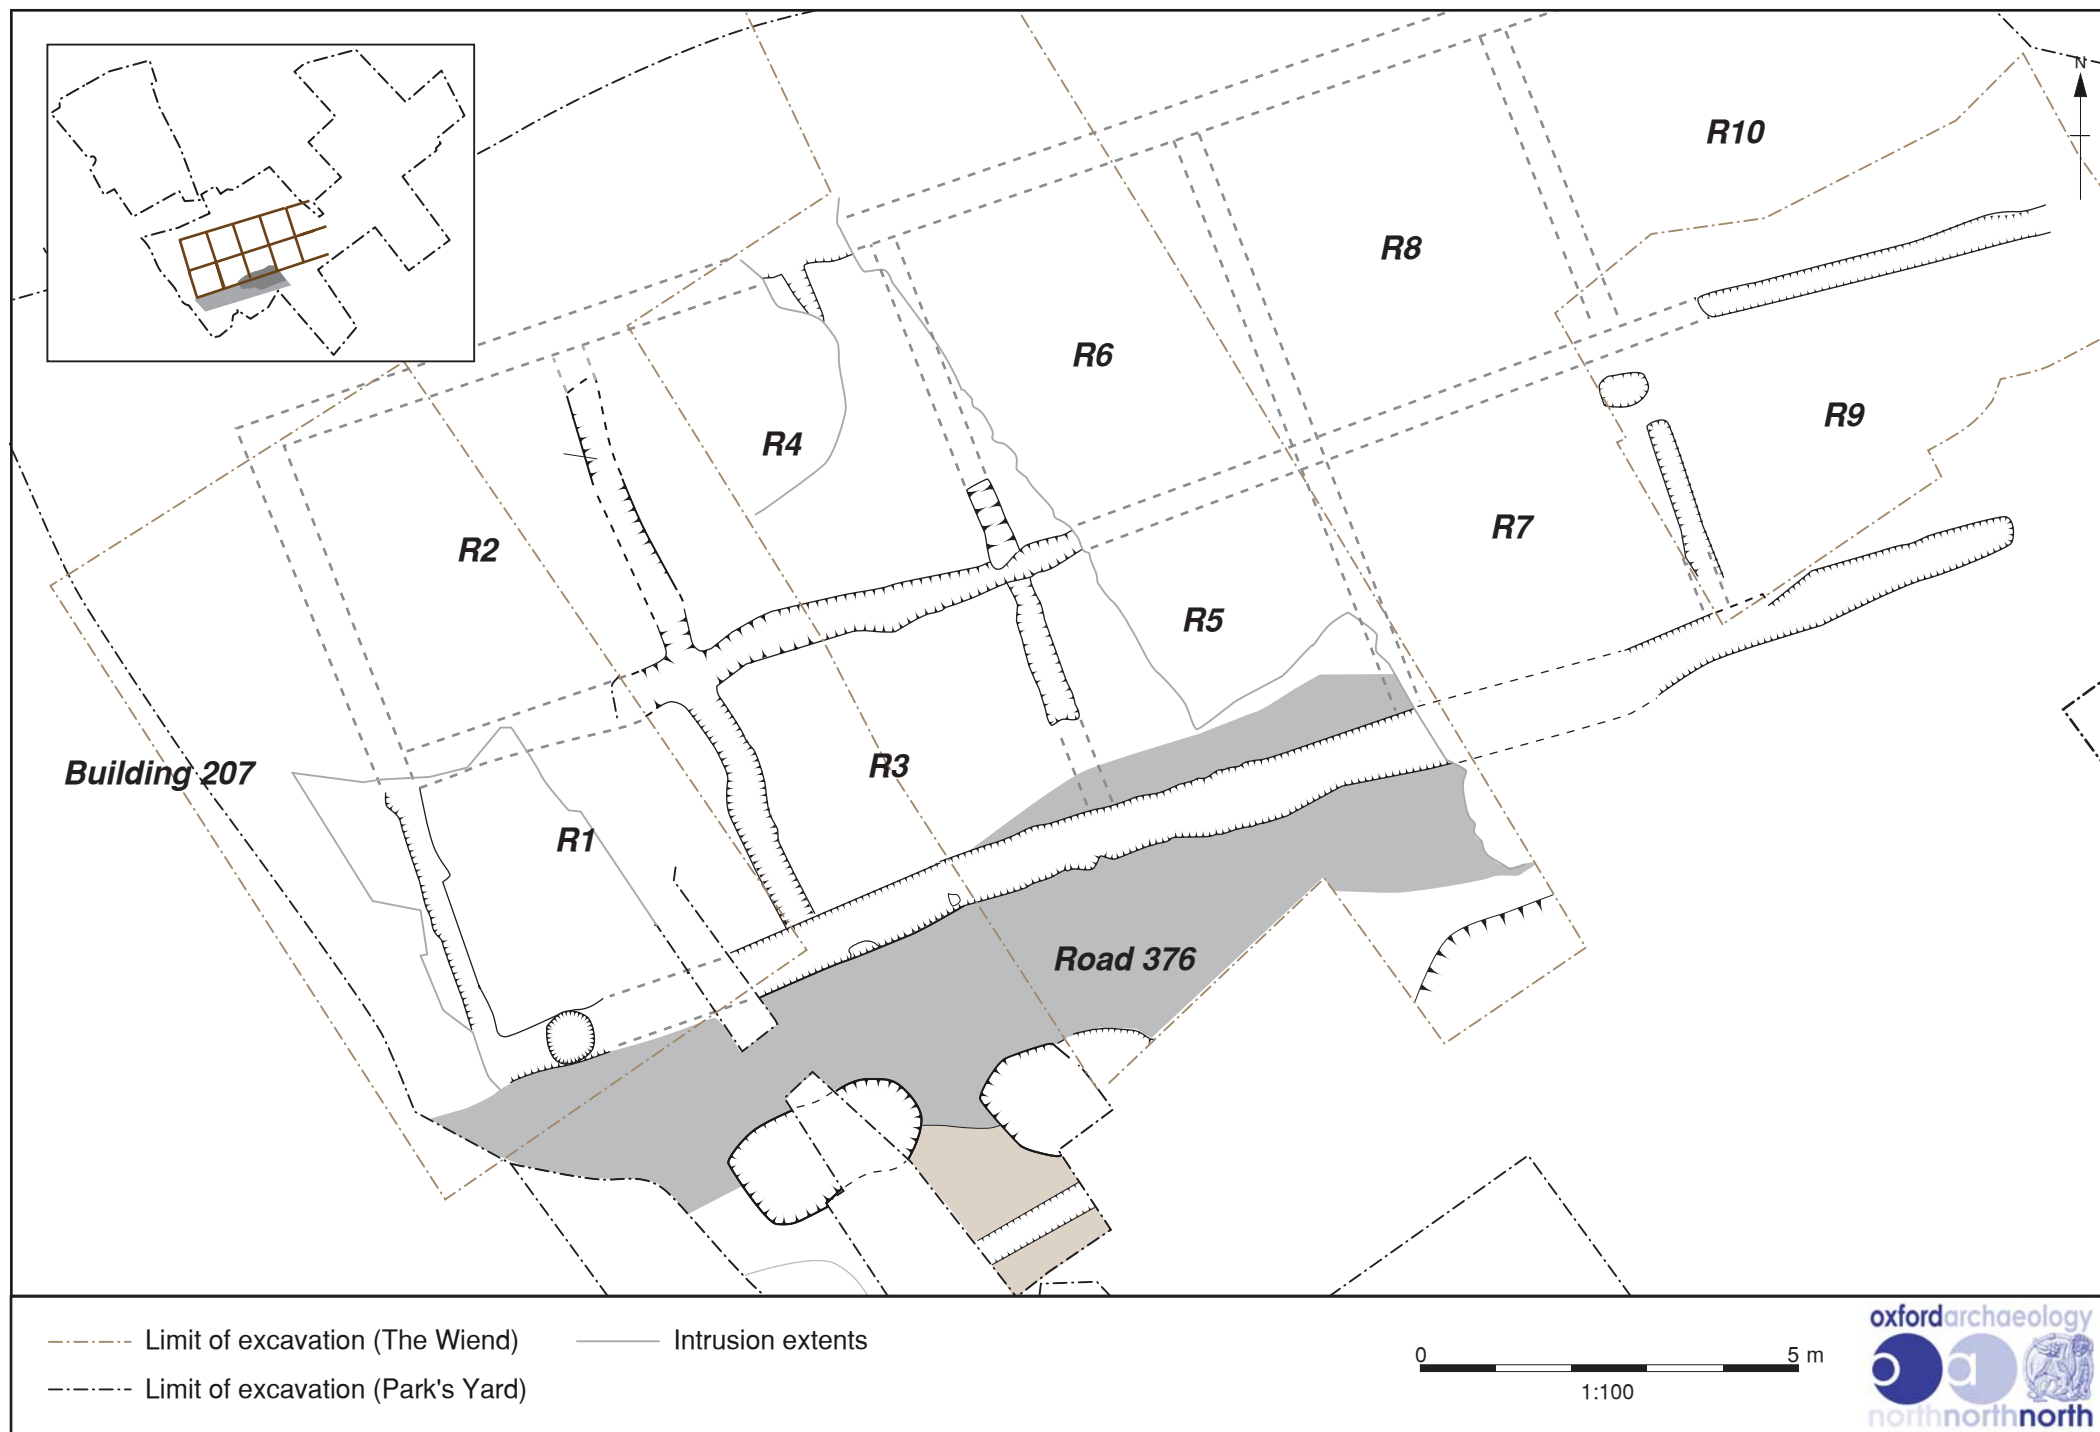 N
R10
R8
R6
R9
R4
R7
R2
R5
R3
Building 207
R1
Road 376
Limit of excavation (The Wiend)
Intrusion extents
Limit of excavation (Park's Yard)
0 5 m
1:100
oxfordarchaeology
oa
northnorthnorth